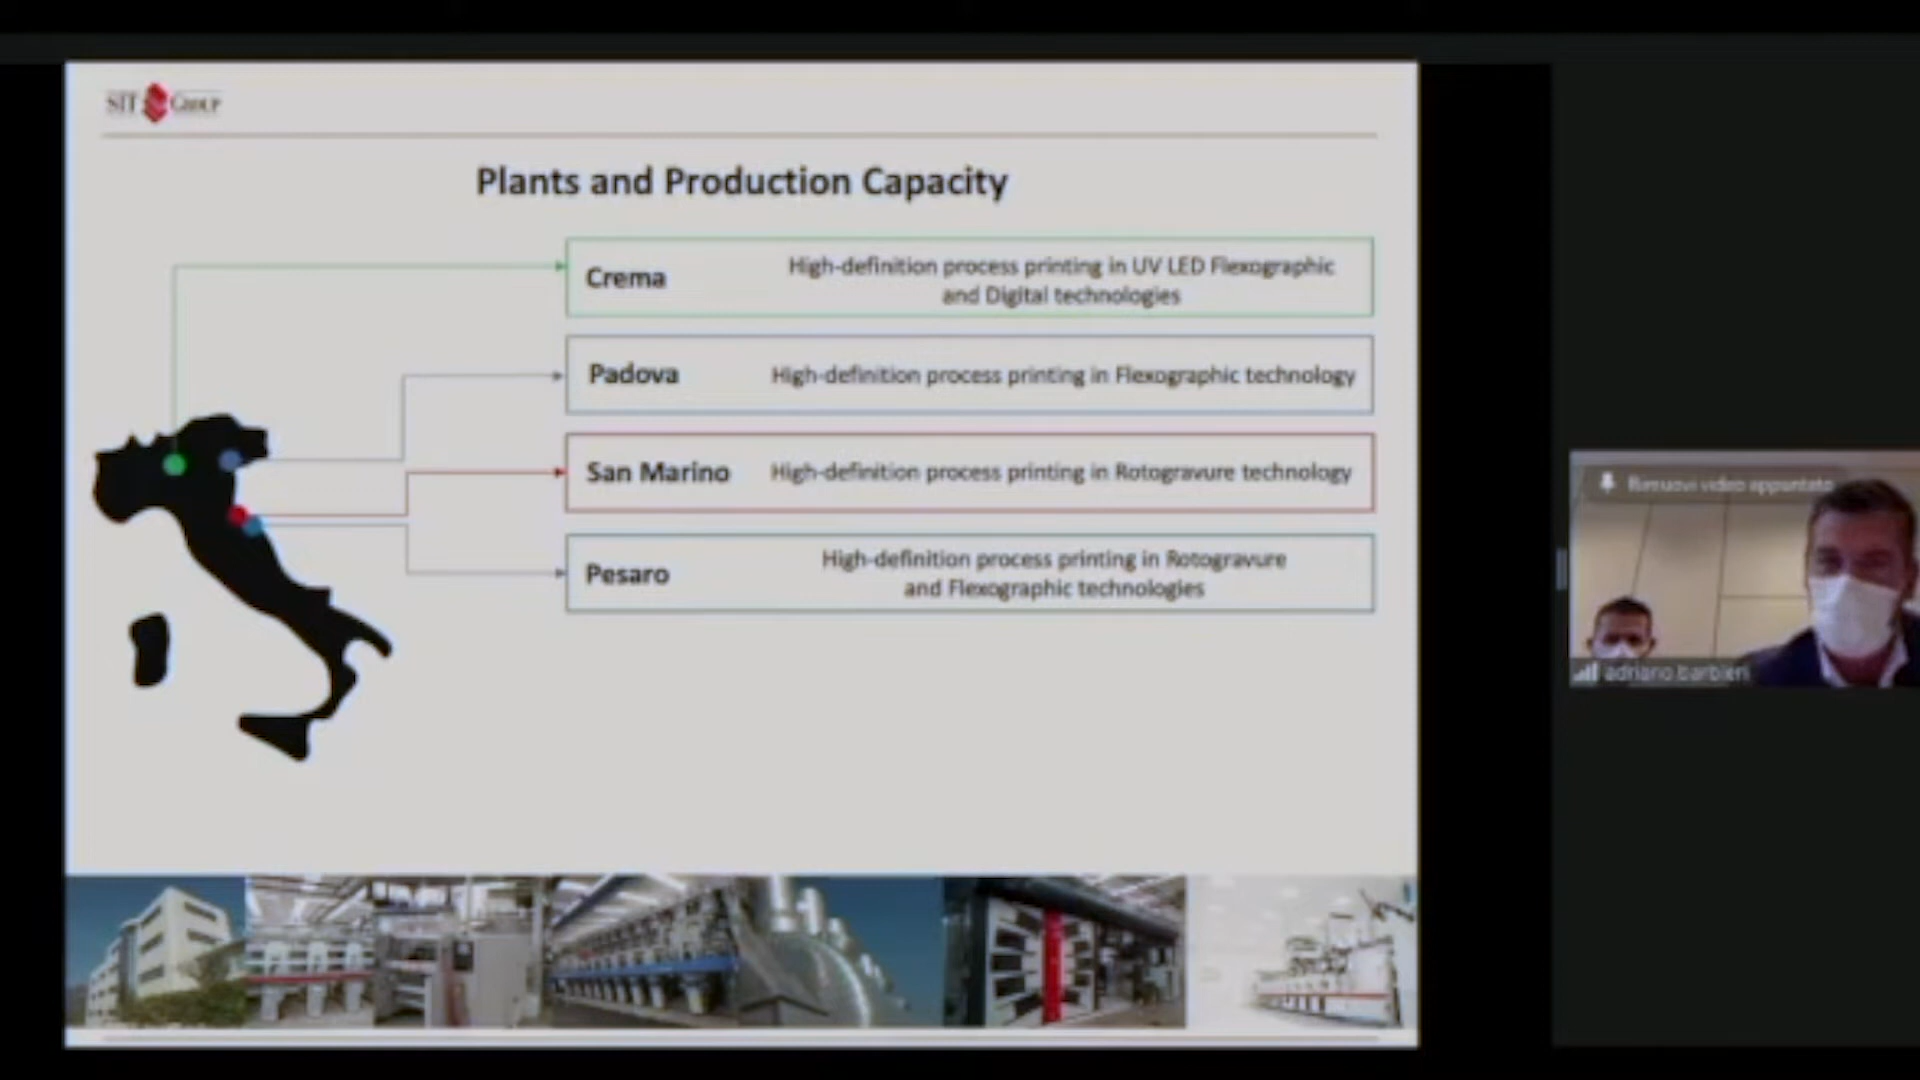 SIT GROUP
Plants and Production Capacity
Crema
High-definition process printing in UV LED Flexographic
and Digital technologies
Padova
High-definition process printing in Flexographic technology
San Marino
High-definition process printing in Rotogravure technology
Pesaro
High-definition process printing in Rotogravure
and Flexographic technologies
Rimuovi video appuntato
adriano.barbieri